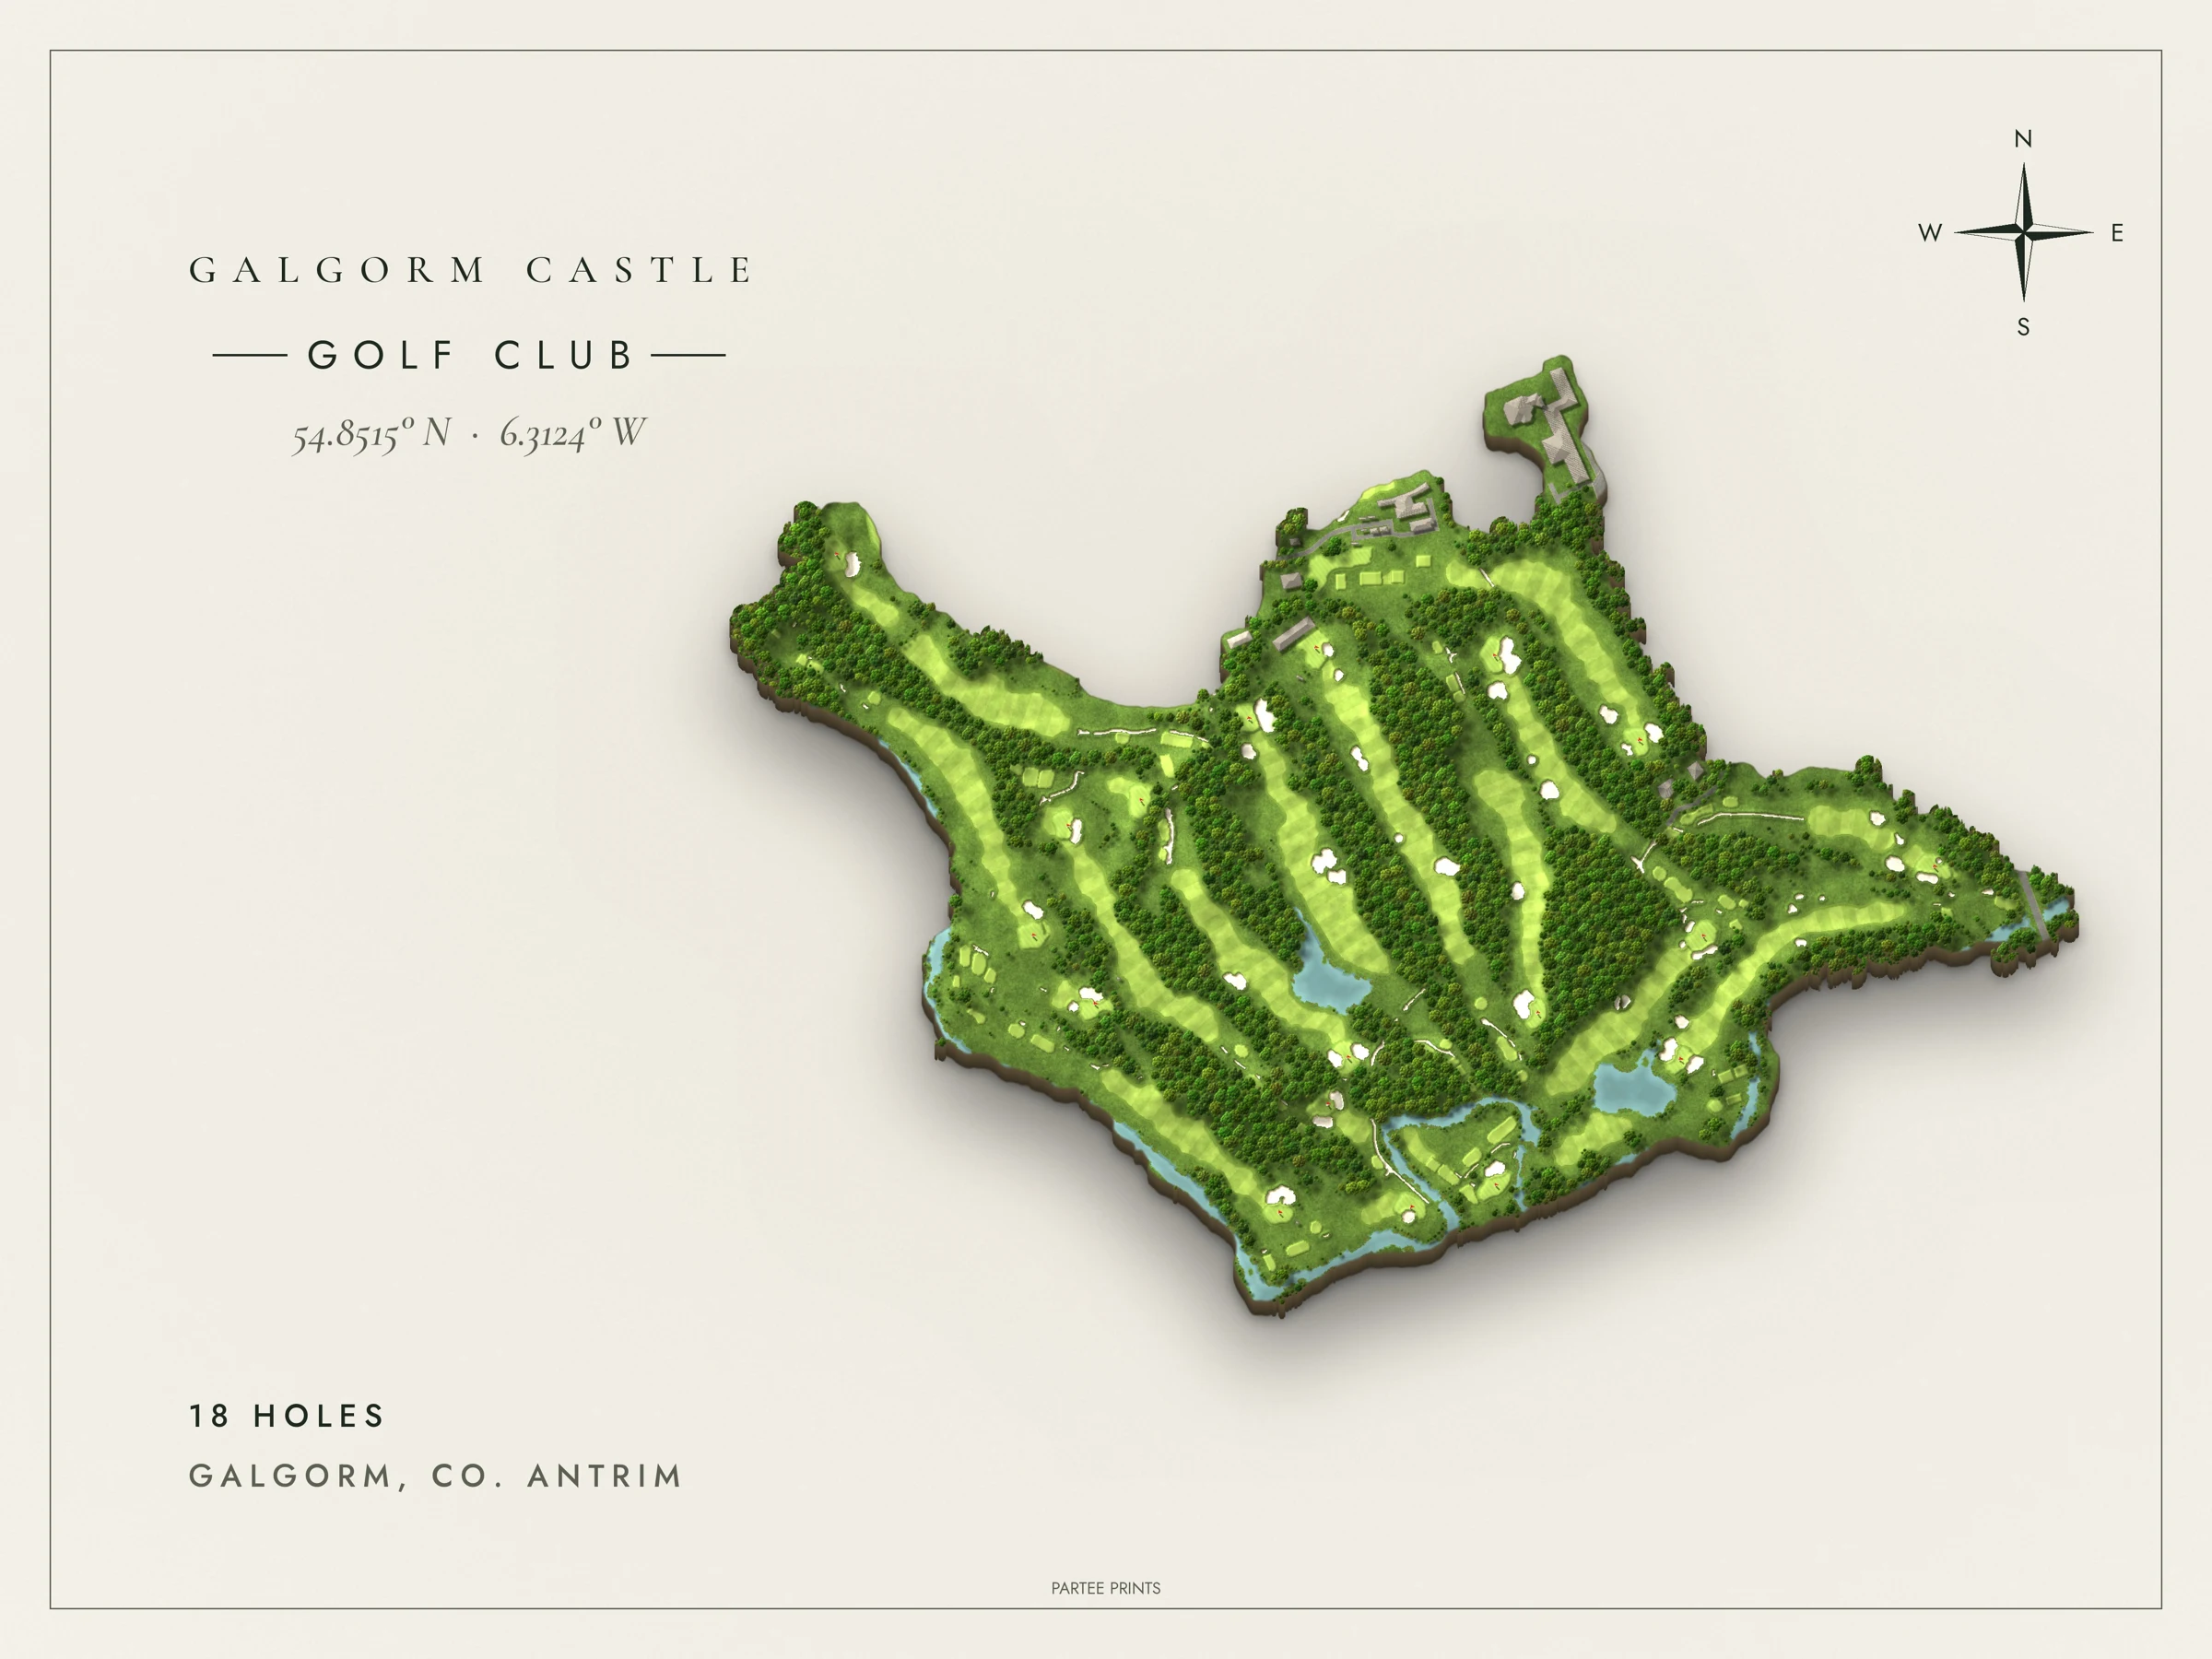 GALGORM CASTLE
GOLF CLUB
54.8515° N · 6.3124° W
N
W E
S
18 HOLES
GALGORM, CO. ANTRIM
PARTEE PRINTS